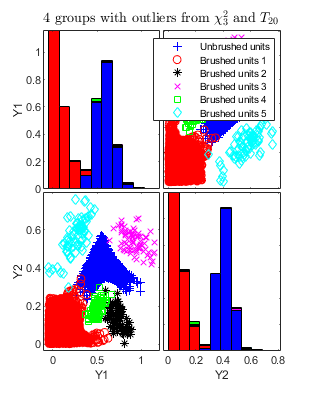 4 groups with outliers from χ₃² and T₂₀
Unbrushed units
Brushed units 1
Brushed units 2
Brushed units 3
Brushed units 4
Brushed units 5
Y1
1
0.8
0.6
0.4
0.2
0
Y2
0.6
0.4
0.2
0
0 0.5 1
0 0.2 0.4 0.6 0.8
Y1 Y2